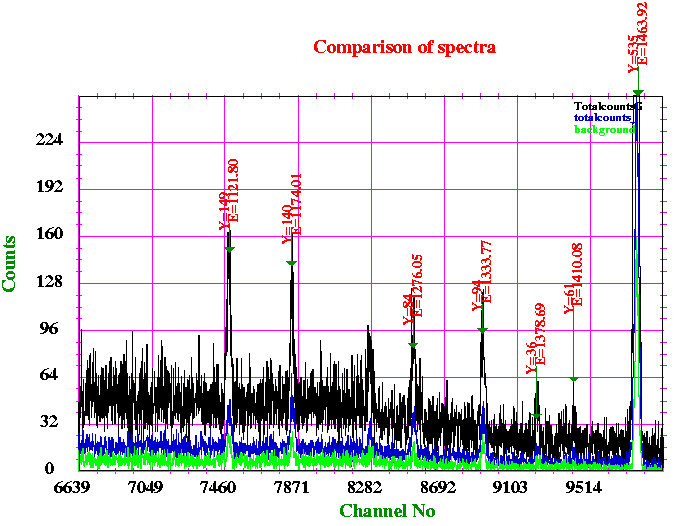 Comparison of spectra
Y=535
E=1463.92
TotalcountsG
totalcounts_
background
Y=149
E=1121.80
Y=140
E=1174.01
Y=84
E=1276.05
Y=94
E=1333.77
Y=36
E=1378.69
Y=61
E=1410.08
Counts
224
192
160
128
96
64
32
0
6639 7049 7460 7871 8282 8692 9103 9514
Channel No